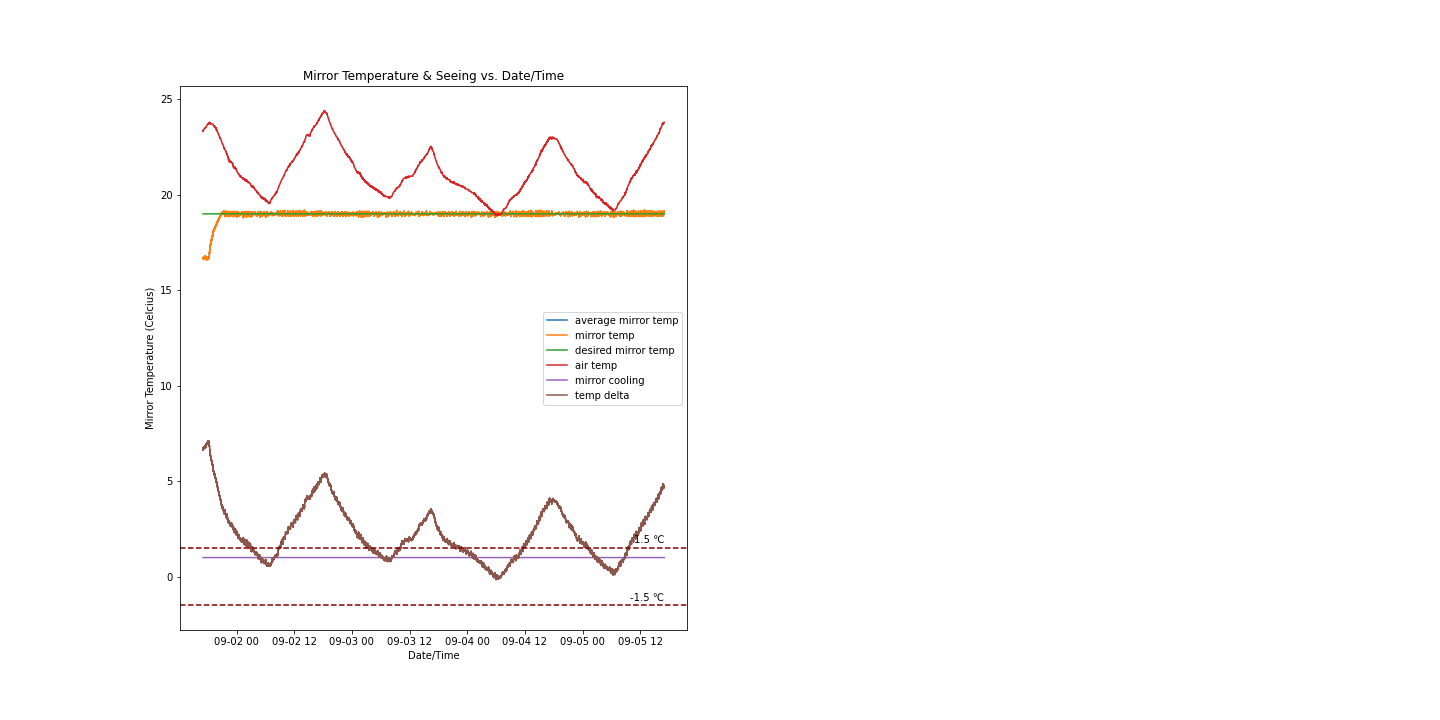 Mirror Temperature & Seeing vs. Date/Time
25
20
15
10
5
0
Mirror Temperature (Celcius)
average mirror temp
mirror temp
desired mirror temp
air temp
mirror cooling
temp delta
1.5 °C
-1.5 °C
09-02 00 09-02 12 09-03 00 09-03 12 09-04 00 09-04 12 09-05 00 09-05 12
Date/Time